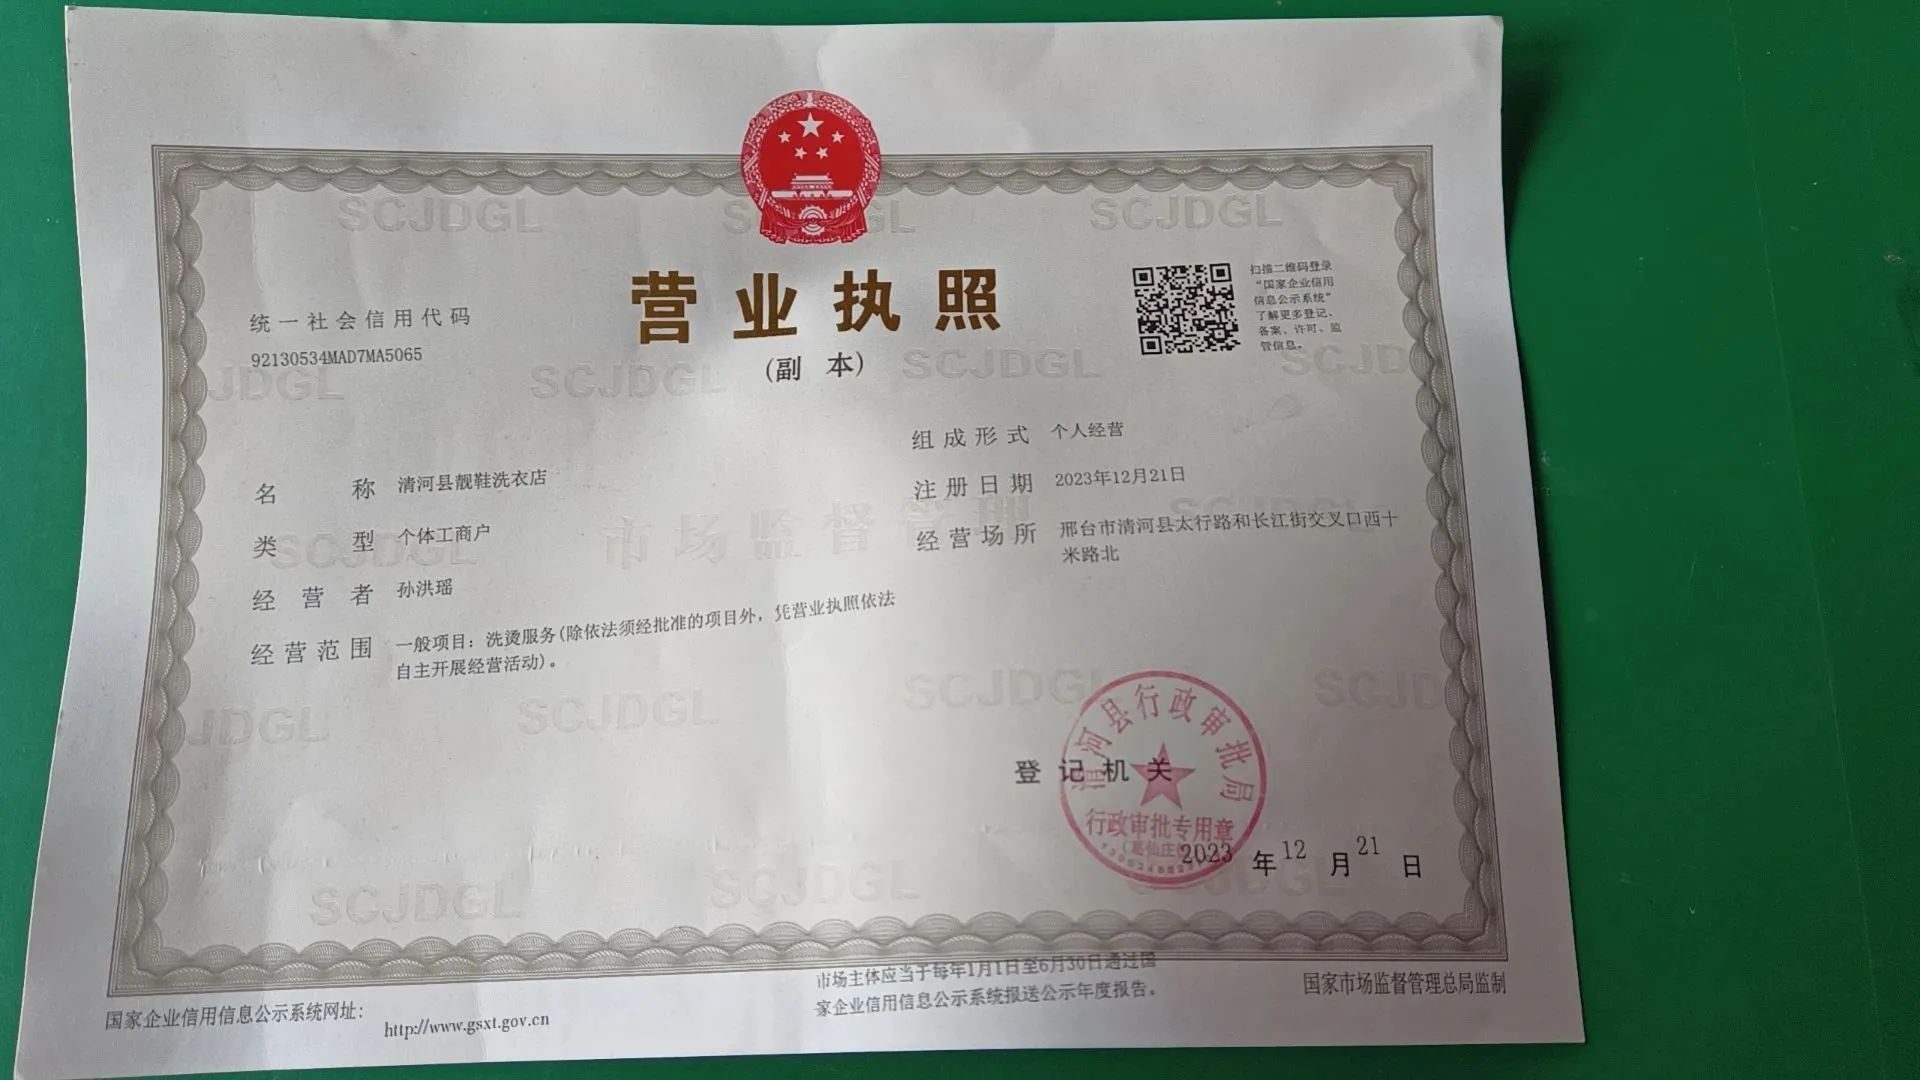 营业执照
(副 本)
统一社会信用代码
92130534MAD7MA5065
扫描二维码登录
“国家企业信用
信息公示系统”
了解更多登记、
备案、许可、监
管信息。
名 称 清河县靓鞋洗衣店
类 型 个体工商户
经营者 孙洪瑶
经营范围 一般项目：洗烫服务(除依法须经批准的项目外，凭营业执照依法
自主开展经营活动)。
组成形式 个人经营
注册日期 2023年12月21日
经营场所 邢台市清河县太行路和长江街交叉口西十
米路北
市场监督管理
SCJDGL
登记机关
清河县行政审批局
行政审批专用章
2023 年 12 月 21 日
国家企业信用信息公示系统网址：
http://www.gsxt.gov.cn
市场主体应当于每年1月1日至6月30日通过国
家企业信用信息公示系统报送公示年度报告。
国家市场监督管理总局监制